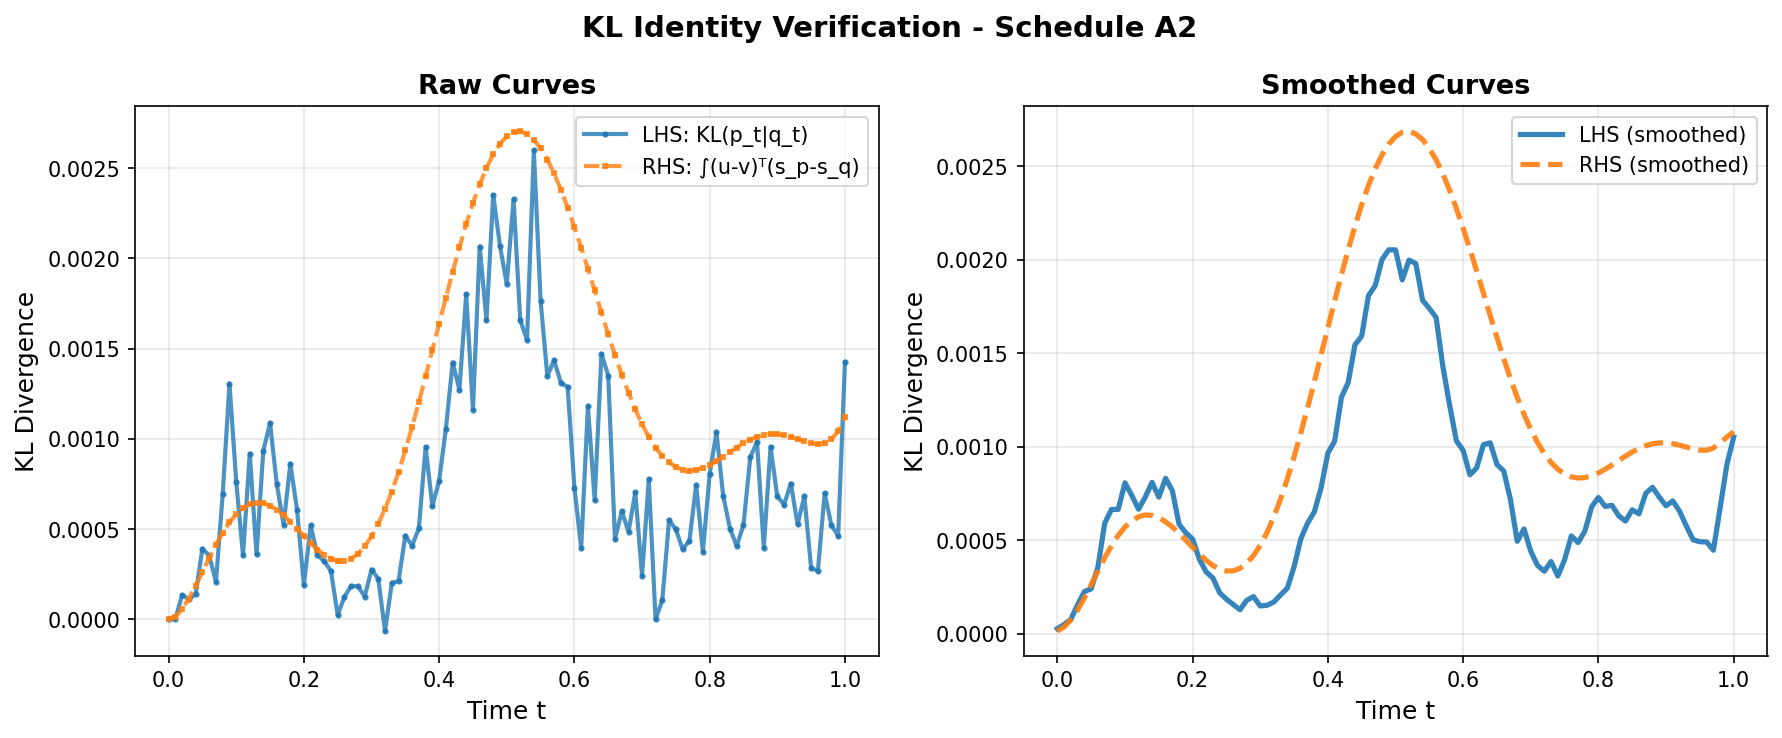 KL Identity Verification - Schedule A2
Raw Curves
KL Divergence
0.0025
0.0020
0.0015
0.0010
0.0005
0.0000
LHS: KL(p_t|q_t)
RHS: ∫(u-v)ᵀ(s_p-s_q)
0.0 0.2 0.4 0.6 0.8 1.0
Time t
Smoothed Curves
KL Divergence
0.0025
0.0020
0.0015
0.0010
0.0005
0.0000
LHS (smoothed)
RHS (smoothed)
0.0 0.2 0.4 0.6 0.8 1.0
Time t